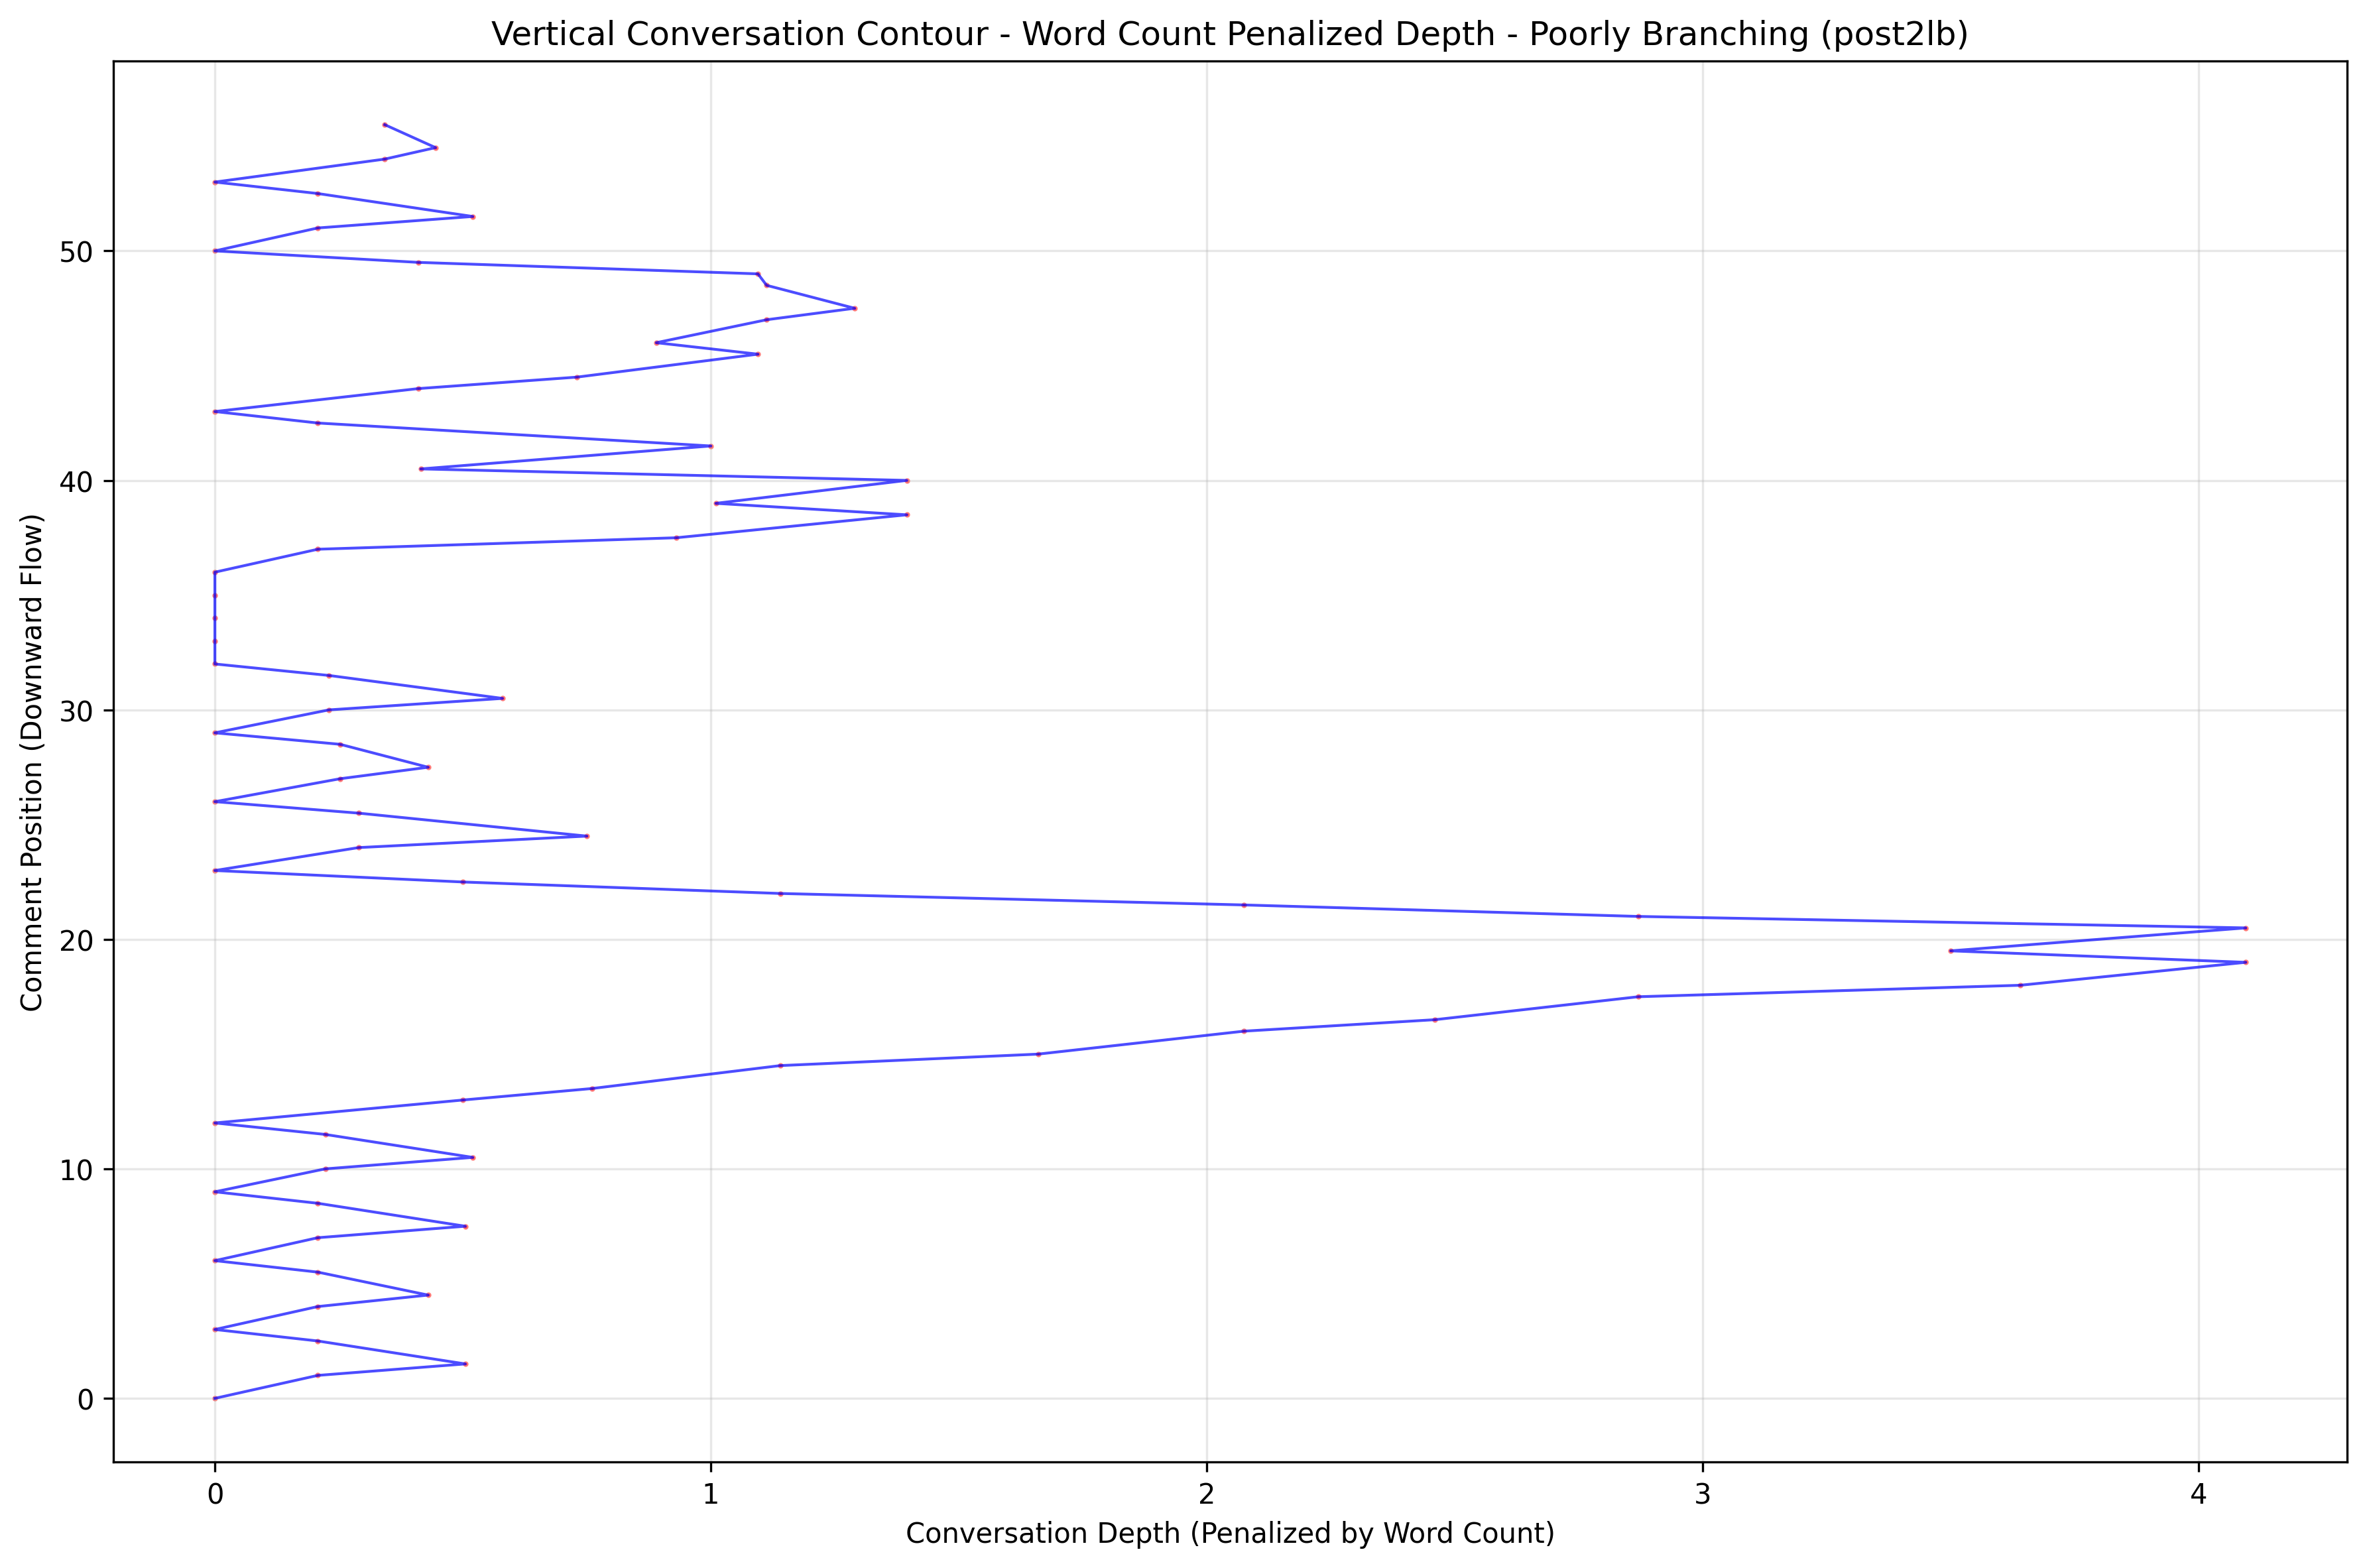 Vertical Conversation Contour - Word Count Penalized Depth - Poorly Branching (post2lb)
Comment Position (Downward Flow)
50
40
30
20
10
0
0 1 2 3 4
Conversation Depth (Penalized by Word Count)